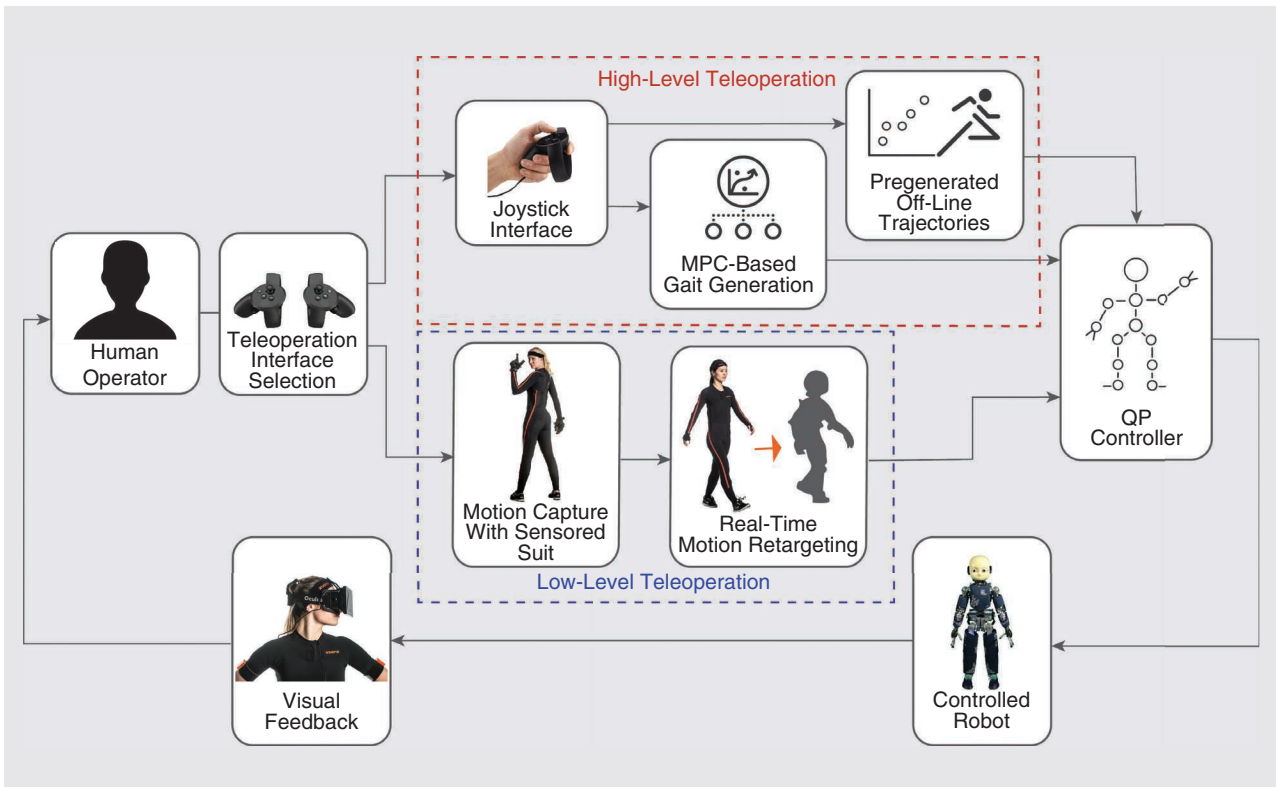 High-Level Teleoperation
Joystick
Interface
MPC-Based
Gait Generation
Pregenerated
Off-Line
Trajectories
Human
Operator
Teleoperation
Interface
Selection
QP
Controller
Motion Capture
With Sensored
Suit
Real-Time
Motion Retargeting
Low-Level Teleoperation
Visual
Feedback
Controlled
Robot